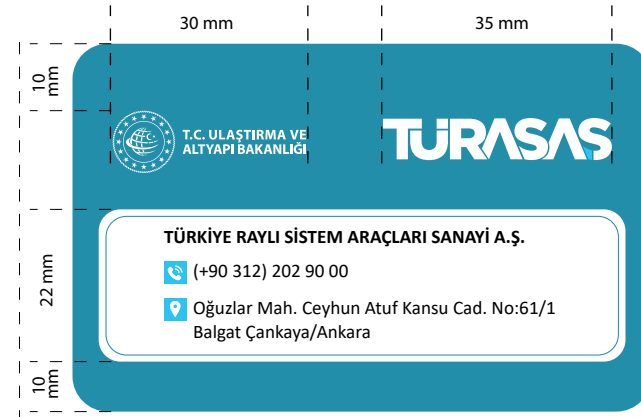 30 mm
35 mm
10 mm
T.C. ULAŞTIRMA VE
ALTYAPI BAKANLIĞI
TÜRASAŞ
22 mm
TÜRKİYE RAYLI SİSTEM ARAÇLARI SANAYİ A.Ş.
(+90 312) 202 90 00
Oğuzlar Mah. Ceyhun Atuf Kansu Cad. No:61/1
Balgat Çankaya/Ankara
10 mm